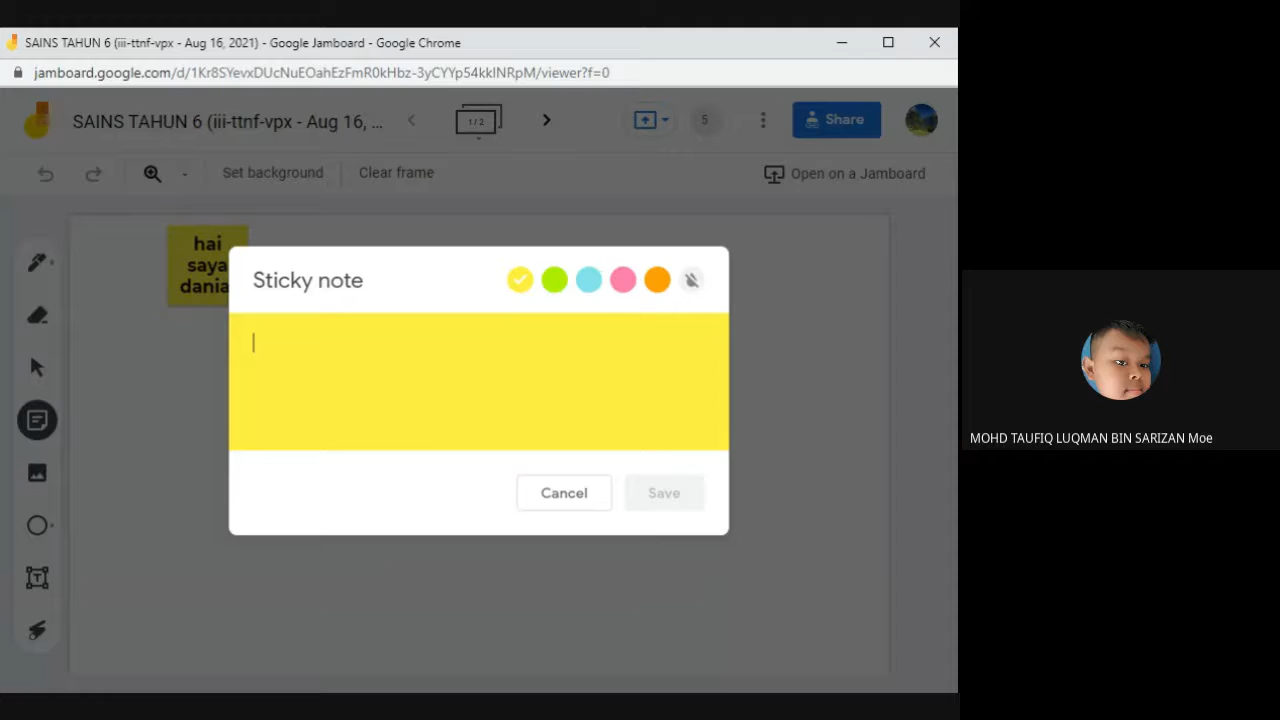 SAINS TAHUN 6 (iii-ttnf-vpx - Aug 16, 2021) - Google Jamboard - Google Chrome
jamboard.google.com/d/1Kr8SYevxDUcNuEOahEzFmR0kHbz-3yCYYp54kklNRpM/viewer?f=0
SAINS TAHUN 6 (iii-ttnf-vpx - Aug 16, ...
1/2
5
Share
Set background
Clear frame
Open on a Jamboard
hai
saya
dania
Sticky note
Cancel
Save
MOHD TAUFIQ LUQMAN BIN SARIZAN Moe